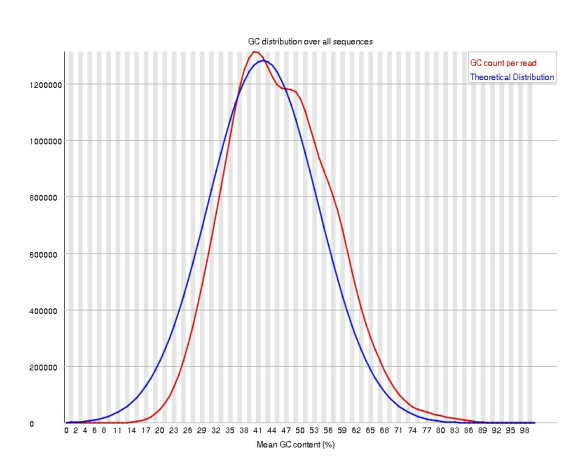 GC distribution over all sequences
GC count per read
Theoretical Distribution
1200000
1000000
800000
600000
400000
200000
0
0 2 4 6 8 11 14 17 20 23 26 29 32 35 38 41 44 47 50 53 56 59 62 65 68 71 74 77 80 83 86 89 92 95 98
Mean GC content (%)